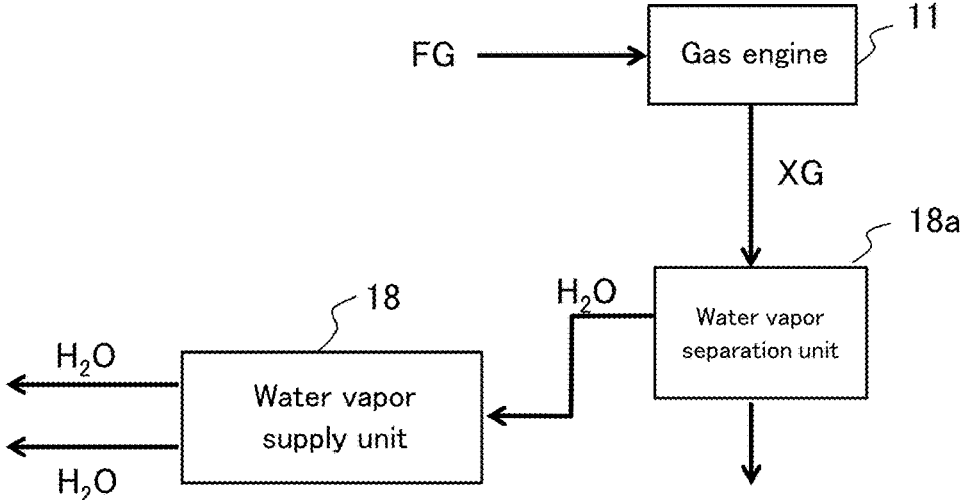 11
FG
Gas engine
XG
18a
H₂O
Water vapor
separation unit
18
H₂O
Water vapor
supply unit
H₂O